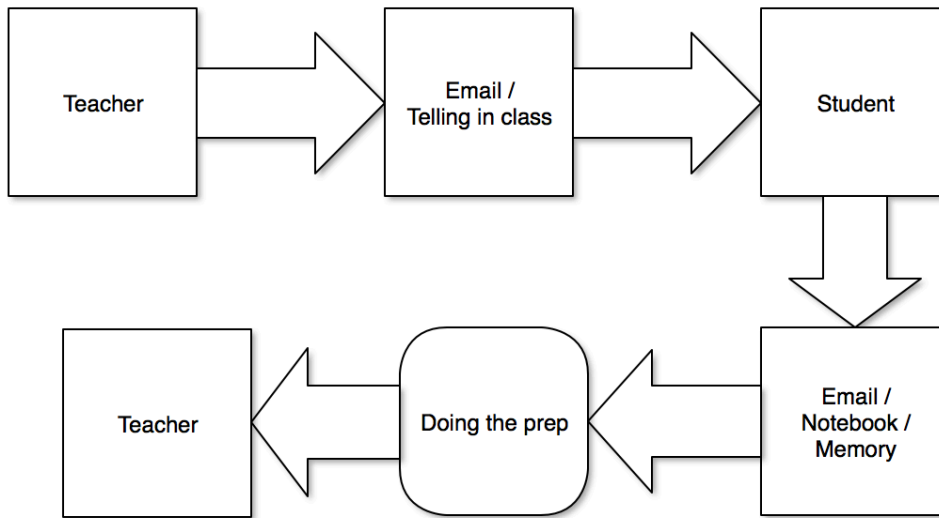 Teacher
Email /
Telling in class
Student
Email /
Notebook /
Memory
Doing the prep
Teacher